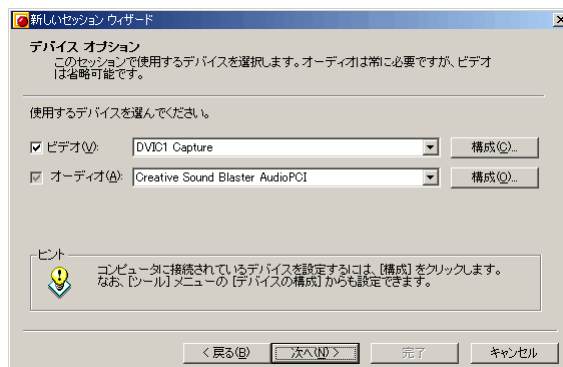 新しいセッション ウィザード
デバイス オプション
このセッションで使用するデバイスを選択します。オーディオは常に必要ですが、ビデオ
は省略可能です。
使用するデバイスを選んでください。
ビデオ(V):
DVIC1 Capture
構成(C)...
オーディオ(A):
Creative Sound Blaster AudioPCI
構成(O)...
ヒント
コンピュータに接続されているデバイスを設定するには、[構成] をクリックします。
なお、[ツール] メニューの [デバイスの構成] からも設定できます。
< 戻る(B)
次へ(N) >
完了
キャンセル